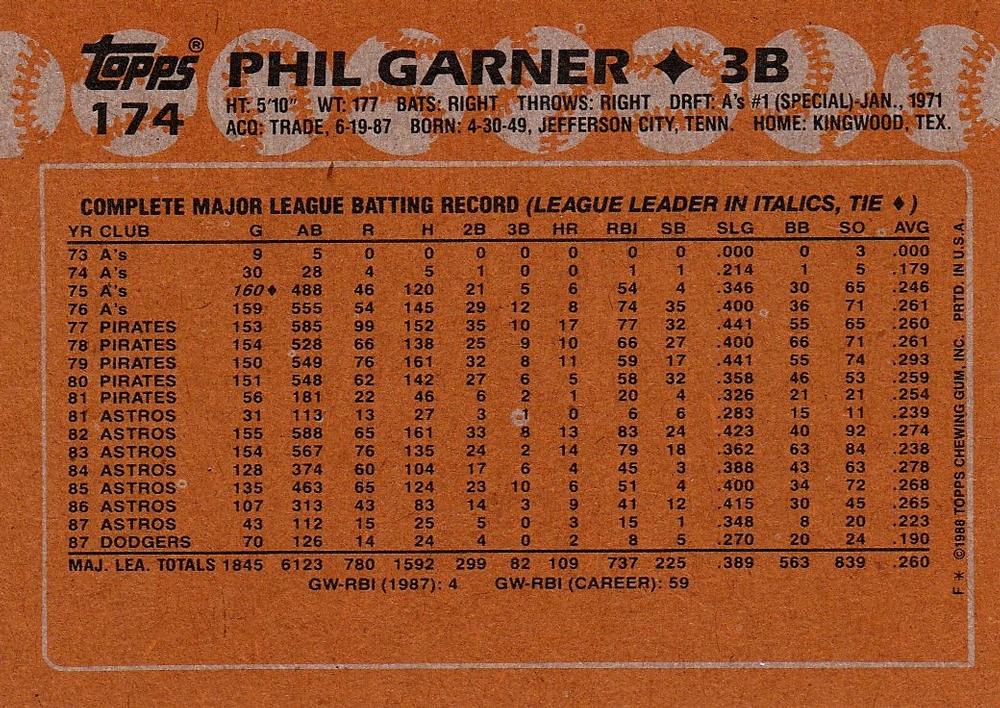 topps® PHIL GARNER ✦ 3B
174 HT: 5'10" WT: 177 BATS: RIGHT THROWS: RIGHT DRFT: A's #1 (SPECIAL)-JAN., 1971
ACQ: TRADE, 6-19-87 BORN: 4-30-49, JEFFERSON CITY, TENN. HOME: KINGWOOD, TEX.
COMPLETE MAJOR LEAGUE BATTING RECORD (LEAGUE LEADER IN ITALICS, TIE ♦)
YR CLUB G AB R H 2B 3B HR RBI SB SLG BB SO AVG
73 A's 9 5 0 0 0 0 0 0 0 .000 0 3 .000
74 A's 30 28 4 5 1 0 0 1 1 .214 1 5 .179
75 A's 160♦ 488 46 120 21 5 6 54 4 .346 30 65 .246
76 A's 159 555 54 145 29 12 8 74 35 .400 36 71 .261
77 PIRATES 153 585 99 152 35 10 17 77 32 .441 55 65 .260
78 PIRATES 154 528 66 138 25 9 10 66 27 .400 66 71 .261
79 PIRATES 150 549 76 161 32 8 11 59 17 .441 55 74 .293
80 PIRATES 151 548 62 142 27 6 5 58 32 .358 46 53 .259
81 PIRATES 56 181 22 46 6 2 1 20 4 .326 21 21 .254
81 ASTROS 31 113 13 27 3 1 0 6 6 .283 15 11 .239
82 ASTROS 155 588 65 161 33 8 13 83 24 .423 40 92 .274
83 ASTROS 154 567 76 135 24 2 14 79 18 .362 63 84 .238
84 ASTROS 128 374 60 104 17 6 4 45 3 .388 43 63 .278
85 ASTROS 135 463 65 124 23 10 6 51 4 .400 34 72 .268
86 ASTROS 107 313 43 83 14 3 9 41 12 .415 30 45 .265
87 ASTROS 43 112 15 25 5 0 3 15 1 .348 8 20 .223
87 DODGERS 70 126 14 24 4 0 2 8 5 .270 20 24 .190
MAJ. LEA. TOTALS 1845 6123 780 1592 299 82 109 737 225 .389 563 839 .260
GW-RBI (1987): 4 GW-RBI (CAREER): 59
F * ©1988 TOPPS CHEWING GUM, INC. PRTD. IN U.S.A.